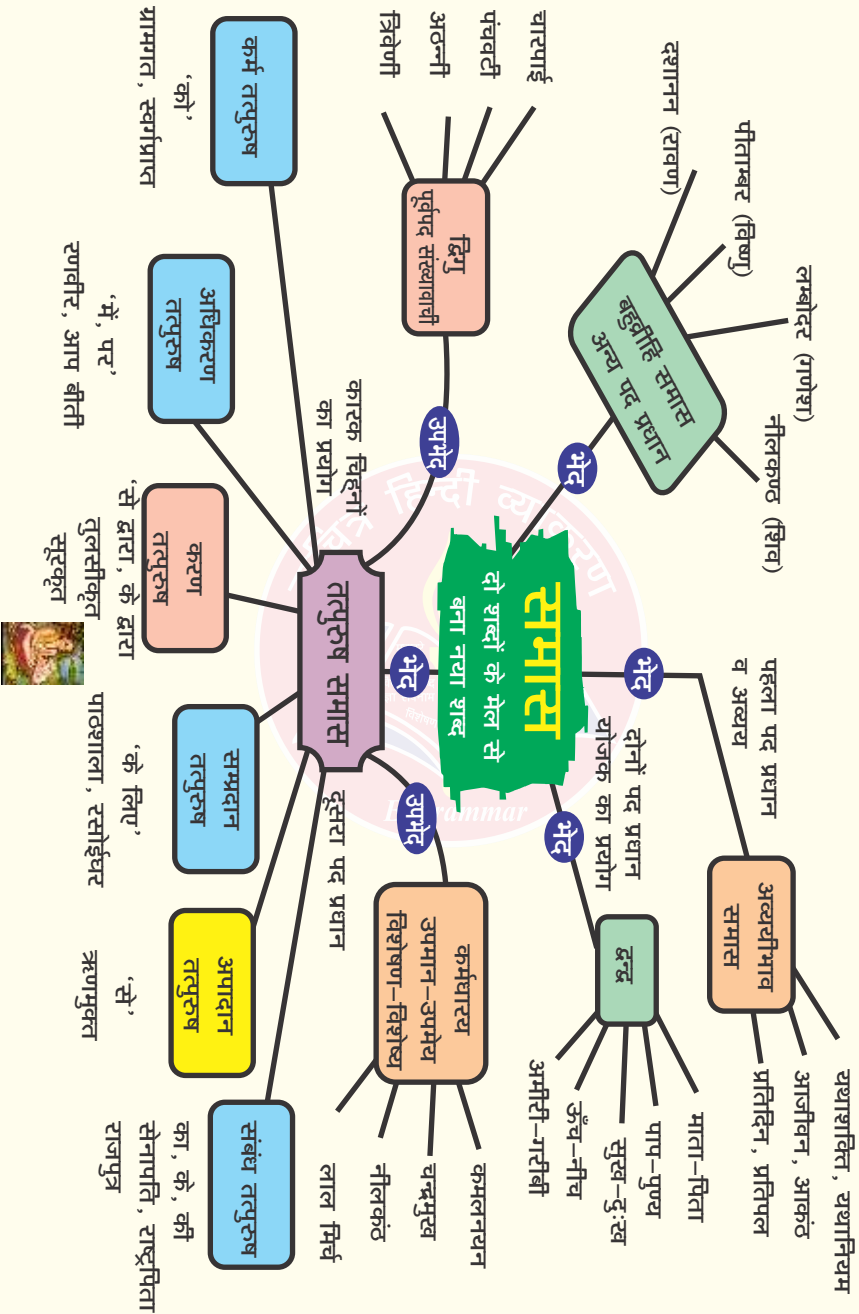 समास
दो शब्दों के मेल से
बना नया शब्द
भेद
बहुव्रीहि समास
अन्य पद प्रधान
दशानन (रावण)
पीताम्बर (विष्णु)
लम्बोदर (गणेश)
नीलकण्ठ (शिव)
भेद
पहला पद प्रधान
व अव्यय
अव्ययीभाव
समास
यथाशक्ति, यथानियम
आजीवन, आकंठ
प्रतिदिन, प्रतिपल
भेद
दोनों पद प्रधान
योजक का प्रयोग
द्वन्द्व
माता–पिता
पाप–पुण्य
सुख–दुःख
ऊँच–नीच
अमीरी–गरीबी
भेद
तत्पुरुष समास
दूसरा पद प्रधान
कारक चिह्नों
का प्रयोग
उपभेद
द्विगु
पूर्वपद संख्यावाची
चारपाई
पंचवटी
अठन्नी
त्रिवेणी
उपभेद
कर्मधारय
उपमान–उपमेय
विशेषण–विशेष्य
कमलनयन
चन्द्रमुख
नीलकंठ
लाल मिर्च
कर्म तत्पुरुष
‘को’
ग्रामगत, स्वर्गप्राप्त
अधिकरण
तत्पुरुष
‘में, पर’
रणवीर, आप बीती
करण
तत्पुरुष
‘से द्वारा, के द्वारा
तुलसीकृत
सूरकृत
सम्प्रदान
तत्पुरुष
‘के लिए’
पाठशाला, रसोईघर
अपादान
तत्पुरुष
‘से’
ऋणमुक्त
संबंध तत्पुरुष
का, के, की
सेनापति, राष्ट्रपिता
राजपुत्र